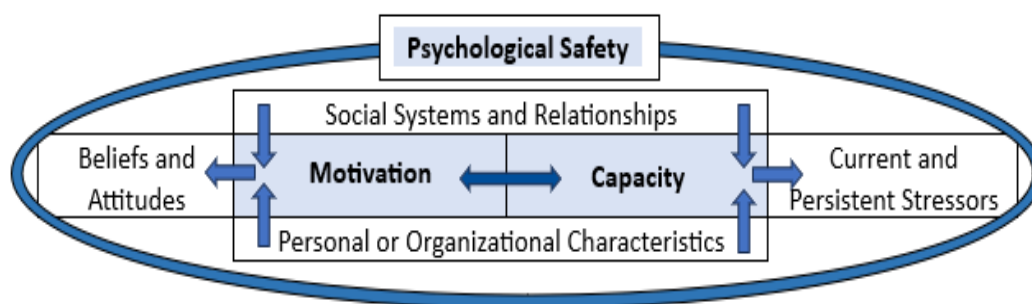 Psychological Safety
Social Systems and Relationships
Beliefs and
Attitudes
Motivation
Capacity
Current and
Persistent Stressors
Personal or Organizational Characteristics